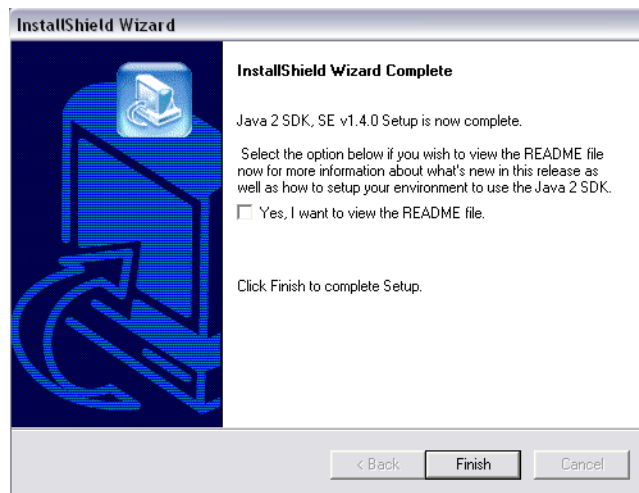 InstallShield Wizard
InstallShield Wizard Complete
Java 2 SDK, SE v1.4.0 Setup is now complete.
Select the option below if you wish to view the README file
now for more information about what's new in this release as
well as how to setup your environment to use the Java 2 SDK.
Yes, I want to view the README file.
Click Finish to complete Setup.
< Back Finish Cancel